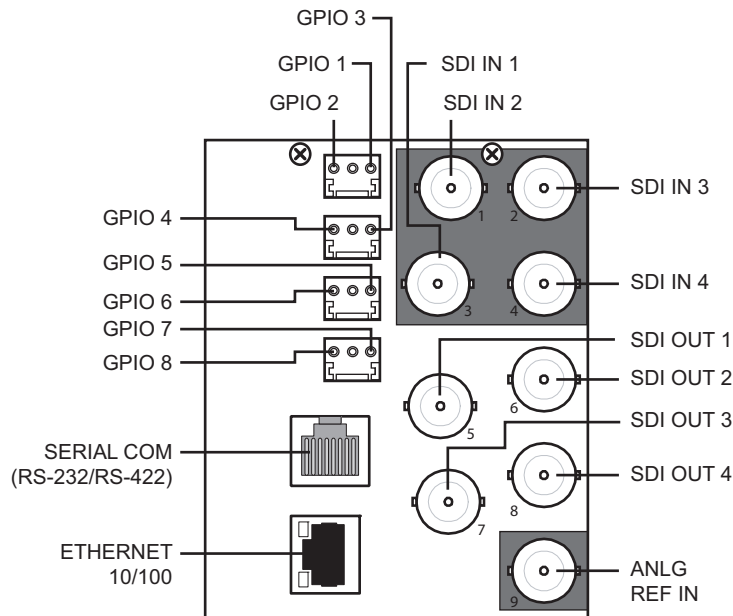 GPIO 3
GPIO 1
SDI IN 1
GPIO 2
SDI IN 2
SDI IN 3
1
2
GPIO 4
GPIO 5
SDI IN 4
GPIO 6
3
4
GPIO 7
SDI OUT 1
GPIO 8
SDI OUT 2
6
SDI OUT 3
5
SERIAL COM
(RS-232/RS-422)
SDI OUT 4
8
7
ETHERNET
10/100
ANLG
REF IN
9